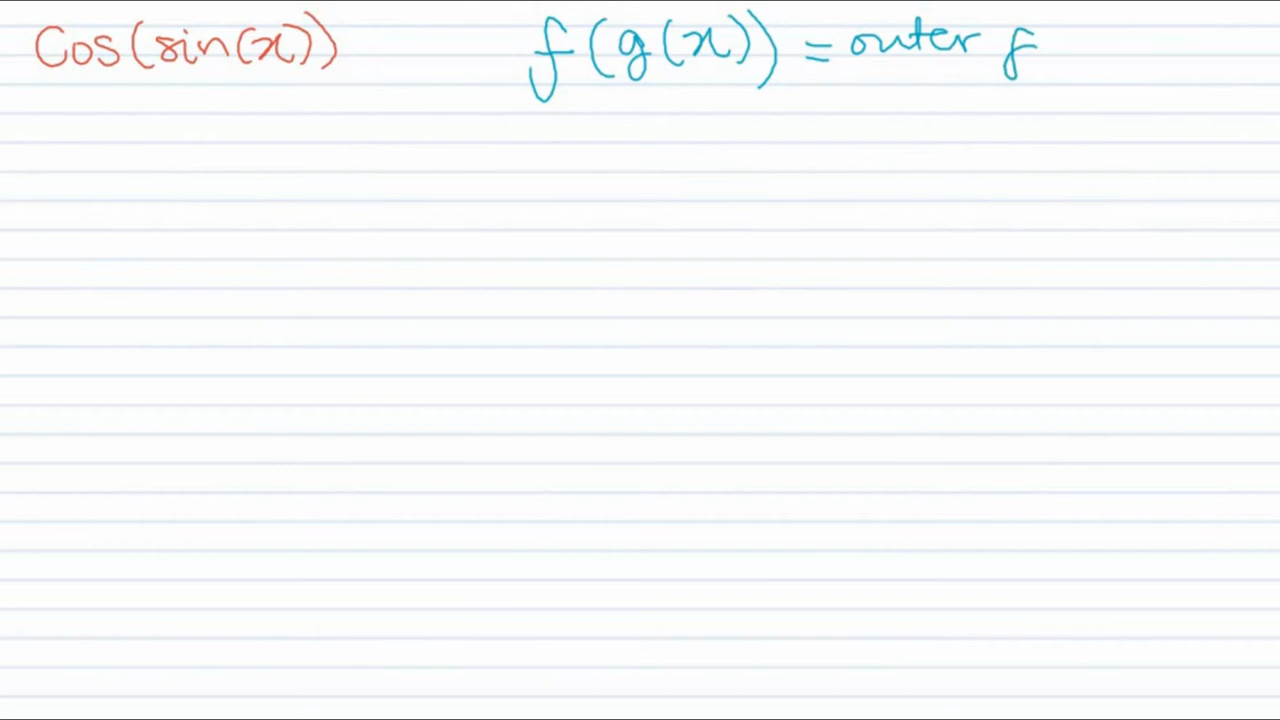 Cos(sin(x)) f(g(x)) = outer f